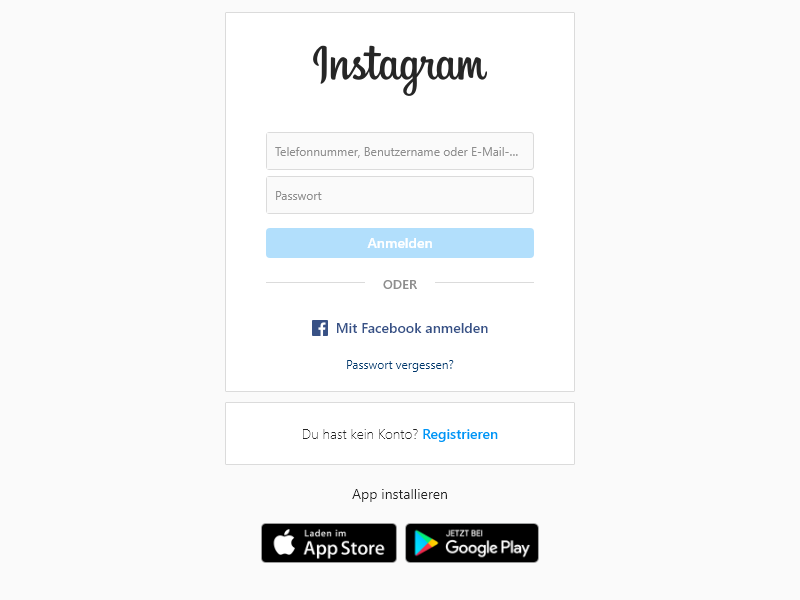 Instagram
Telefonnummer, Benutzername oder E-Mail-...
Passwort
Anmelden
ODER
Mit Facebook anmelden
Passwort vergessen?
Du hast kein Konto? Registrieren
App installieren
Laden im
App Store
JETZT BEI
Google Play